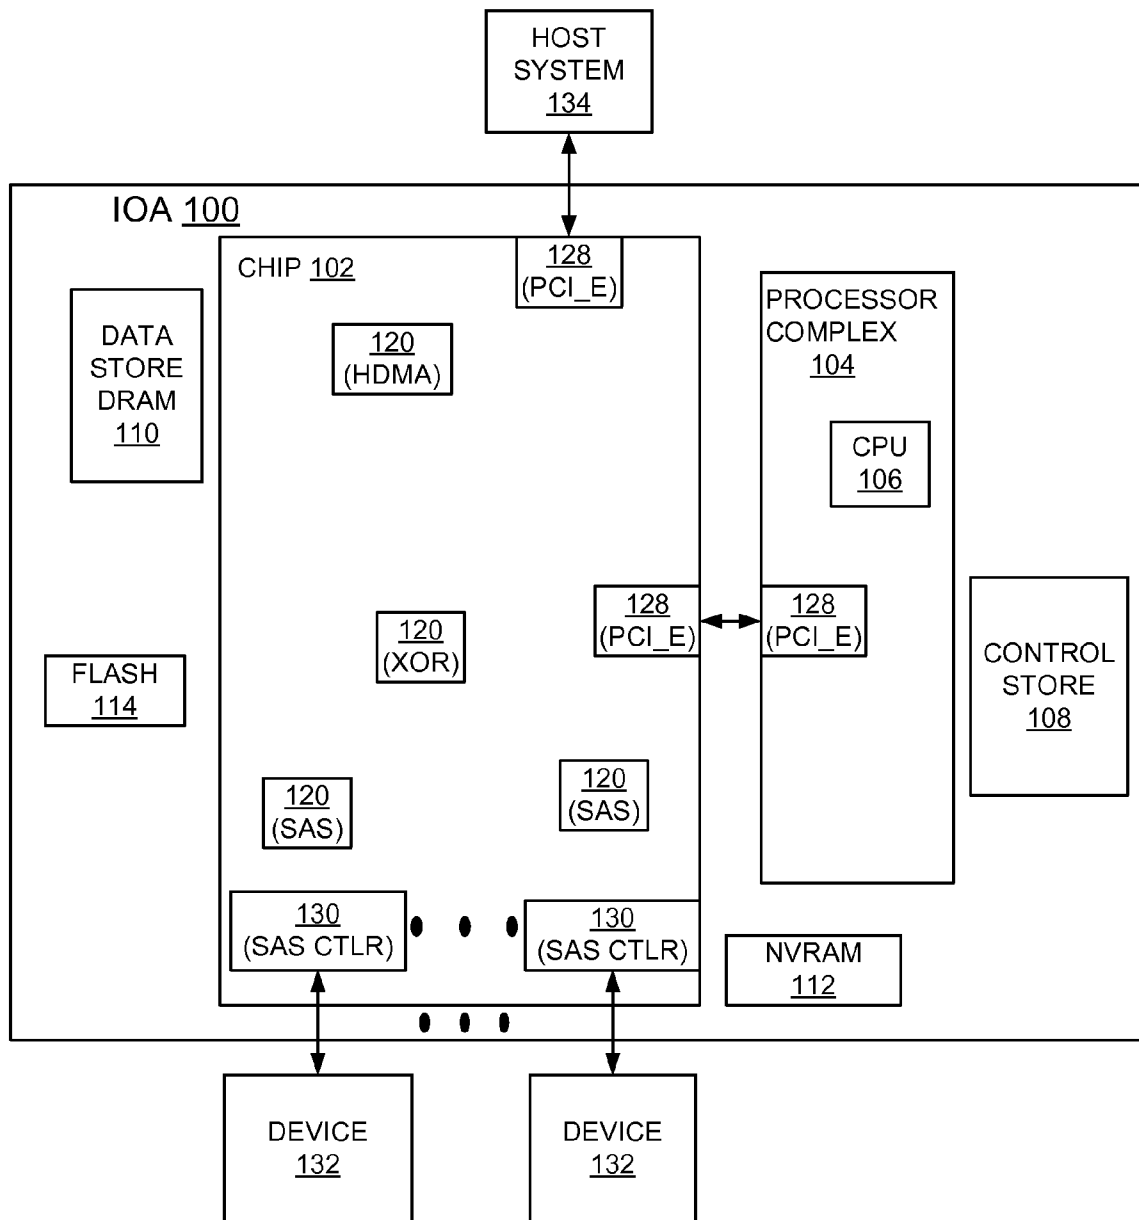 HOST
SYSTEM
134
IOA 100
CHIP 102
128
(PCI_E)
DATA
STORE
DRAM
110
120
(HDMA)
PROCESSOR
COMPLEX
104
CPU
106
128
(PCI_E)
128
(PCI_E)
120
(XOR)
FLASH
114
CONTROL
STORE
108
120
(SAS)
120
(SAS)
130
(SAS CTLR)
130
(SAS CTLR)
NVRAM
112
DEVICE
132
DEVICE
132